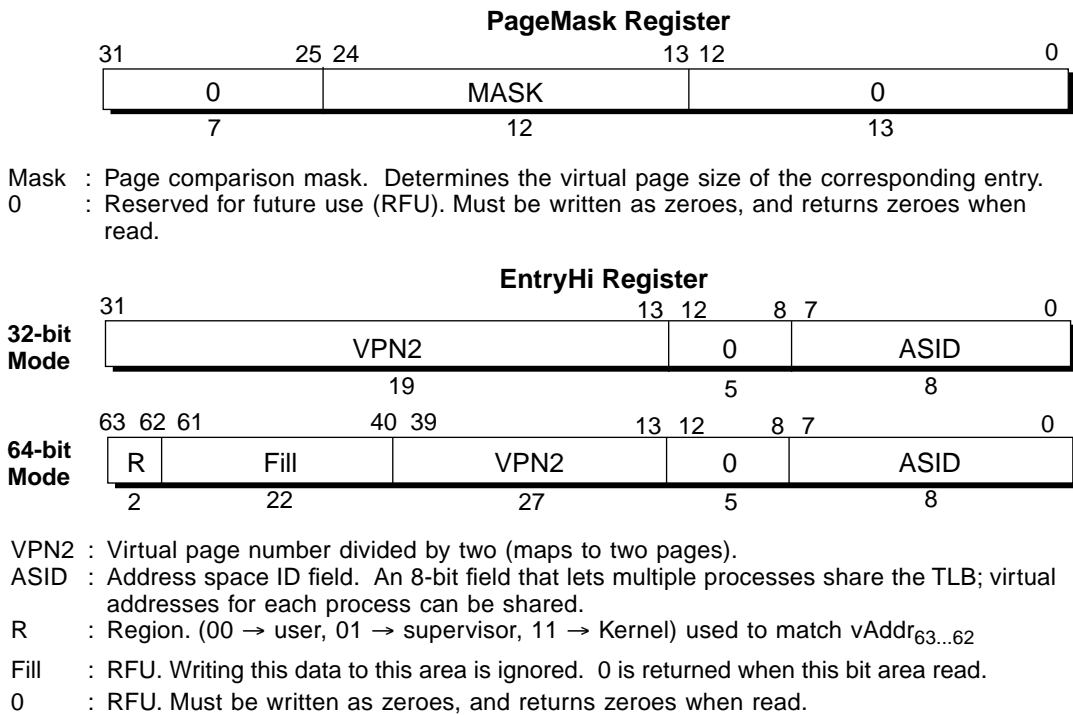 PageMask Register
31 25 24 13 12 0
0 MASK 0
7 12 13
Mask : Page comparison mask. Determines the virtual page size of the corresponding entry.
0 : Reserved for future use (RFU). Must be written as zeroes, and returns zeroes when
read.
EntryHi Register
31 13 12 8 7 0
32-bit
Mode
VPN2 0 ASID
19 5 8
63 62 61 40 39 13 12 8 7 0
64-bit
Mode
R Fill VPN2 0 ASID
2 22 27 5 8
VPN2 : Virtual page number divided by two (maps to two pages).
ASID : Address space ID field. An 8-bit field that lets multiple processes share the TLB; virtual
addresses for each process can be shared.
R : Region. (00 → user, 01 → supervisor, 11 → Kernel) used to match vAddr63...62
Fill : RFU. Writing this data to this area is ignored. 0 is returned when this bit area read.
0 : RFU. Must be written as zeroes, and returns zeroes when read.